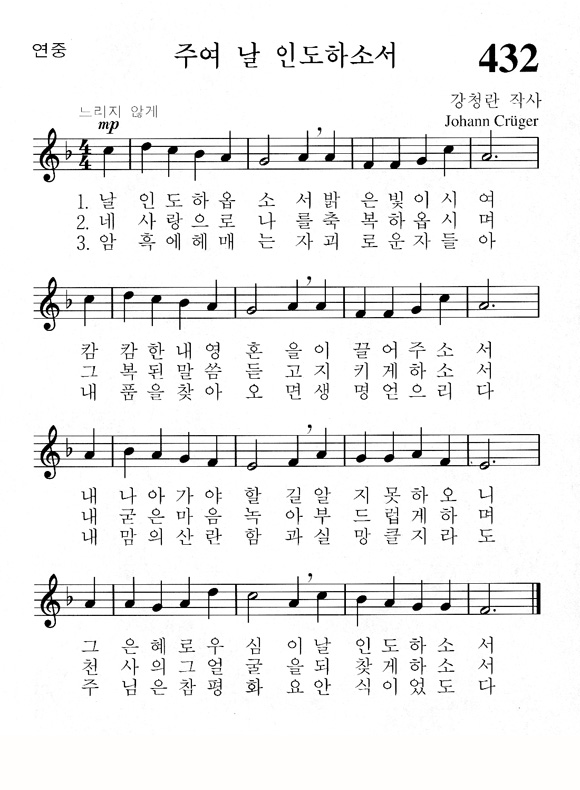 연중
주여 날 인도하소서
432
느리지 않게
강청란 작사
mp
Johann Crüger
1. 날 인도하옵 소 서밝 은빛이시 여
2. 네 사랑으로 나 를축 복하옵시 며
3. 암 흑에헤매 는 자괴 로운자들 아
캄 캄한내영 혼 을이 끌어주소 서
그 복된말씀 듣 고지 키게하소 서
내 품을찾아 오 면생 명언으리 다
내 나아가야 할 길알 지못하오 니
내 굳은마음 녹 아부 드럽게하 며
내 맘의산란 함 과실 망클지라 도
그 은혜로우 심 이날 인도하소 서
천 사의그얼 굴 을되 찾게하소 서
주 님은참평 화 요안 식이었도 다